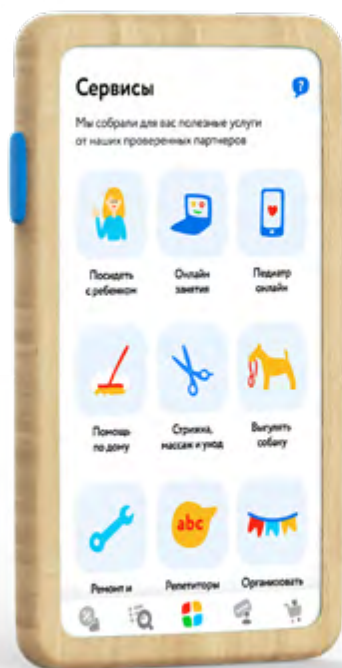 Сервисы
?
Мы собрали для вас полезные услуги
от наших проверенных партнеров
Посидеть
с ребенком
Онлайн
занятия
Педиатр
онлайн
Помощь
по дому
Стрижка,
массаж и уход
Выгулять
собаку
abc
Ремонт и
Репетиторы
Организовать